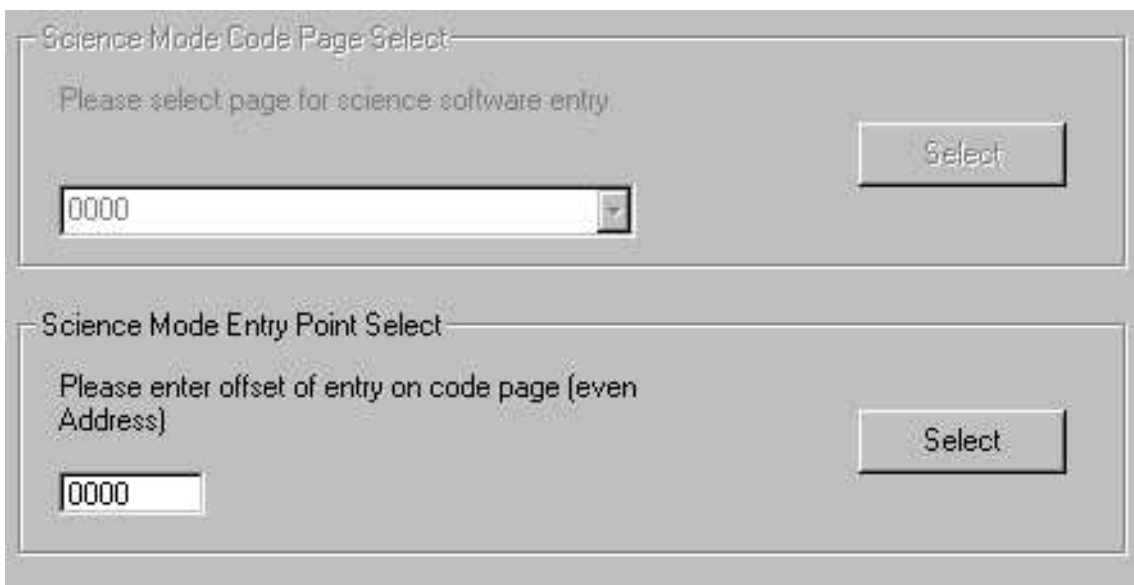 Science Mode Code Page Select
Please select page for science software entry
Select
0000
Science Mode Entry Point Select
Please enter offset of entry on code page (even
Address)
Select
0000